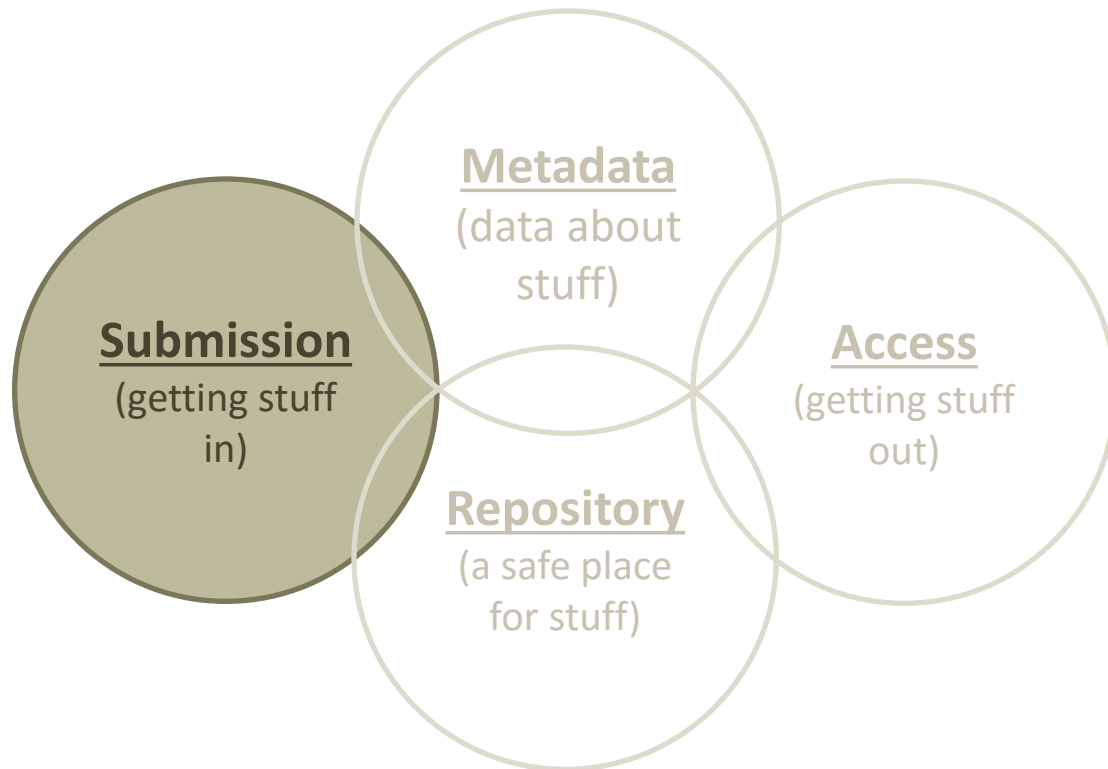 Metadata
(data about
stuff)
Submission
(getting stuff
in)
Access
(getting stuff
out)
Repository
(a safe place
for stuff)